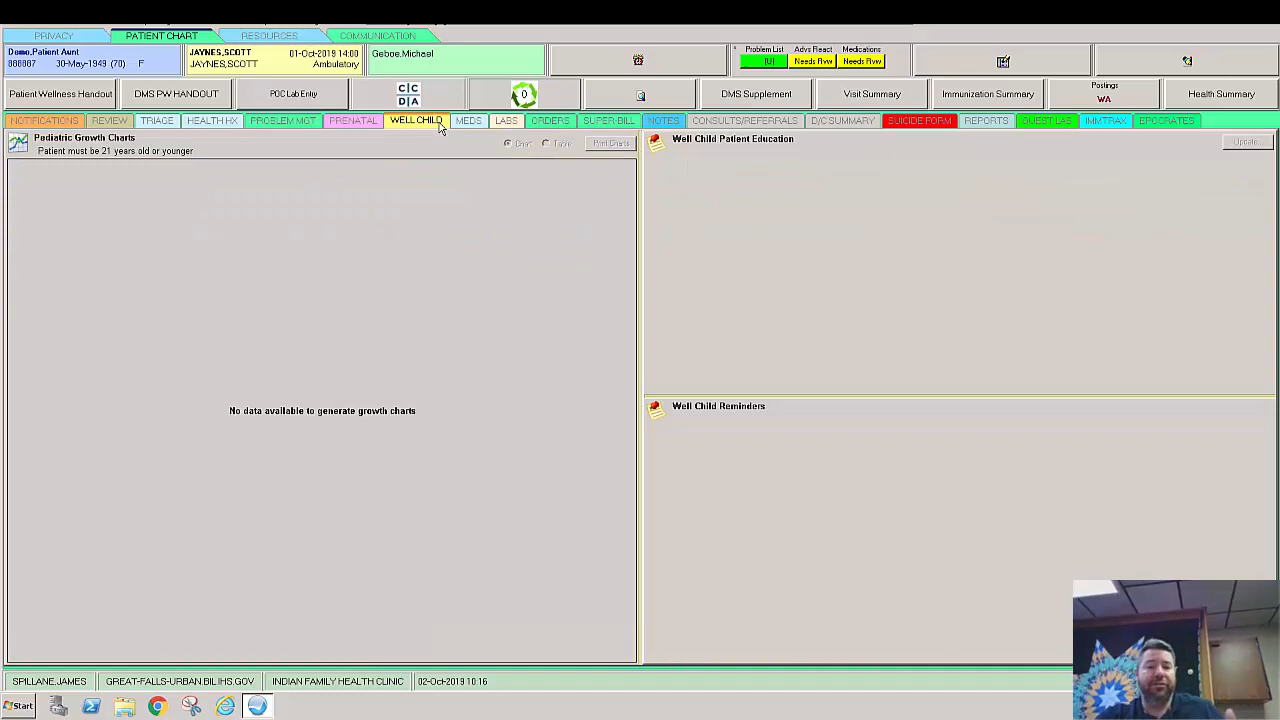 PRIVACY PATIENT CHART RESOURCES COMMUNICATION
Demo,Patient Aunt
888887 30-May-1949 (70) F
JAYNES,SCOTT 01-Oct-2019 14:00
JAYNES,SCOTT Ambulatory
Geboe,Michael
Problem List Advs React Medications
Needs Rvw Needs Rvw
Patient Wellness Handout DMS PW HANDOUT POC Lab Entry
C C
D A
0
DMS Supplement Visit Summary Immunization Summary
Postings
WA
Health Summary
NOTIFICATIONS REVIEW TRIAGE HEALTH HX PROBLEM MGT PRENATAL WELL CHILD MEDS LABS ORDERS SUPER-BILL NOTES CONSULTS/REFERRALS D/C SUMMARY SUICIDE FORM REPORTS QUEST LAB IMMTRAX EPOCRATES
Pediatric Growth Charts
Patient must be 21 years old or younger
Chart Table Print Charts
No data available to generate growth charts
Well Child Patient Education
Update...
Well Child Reminders
SPILLANE,JAMES GREAT-FALLS-URBAN.BIL.IHS.GOV INDIAN FAMILY HEALTH CLINIC 02-Oct-2019 10:16
Start